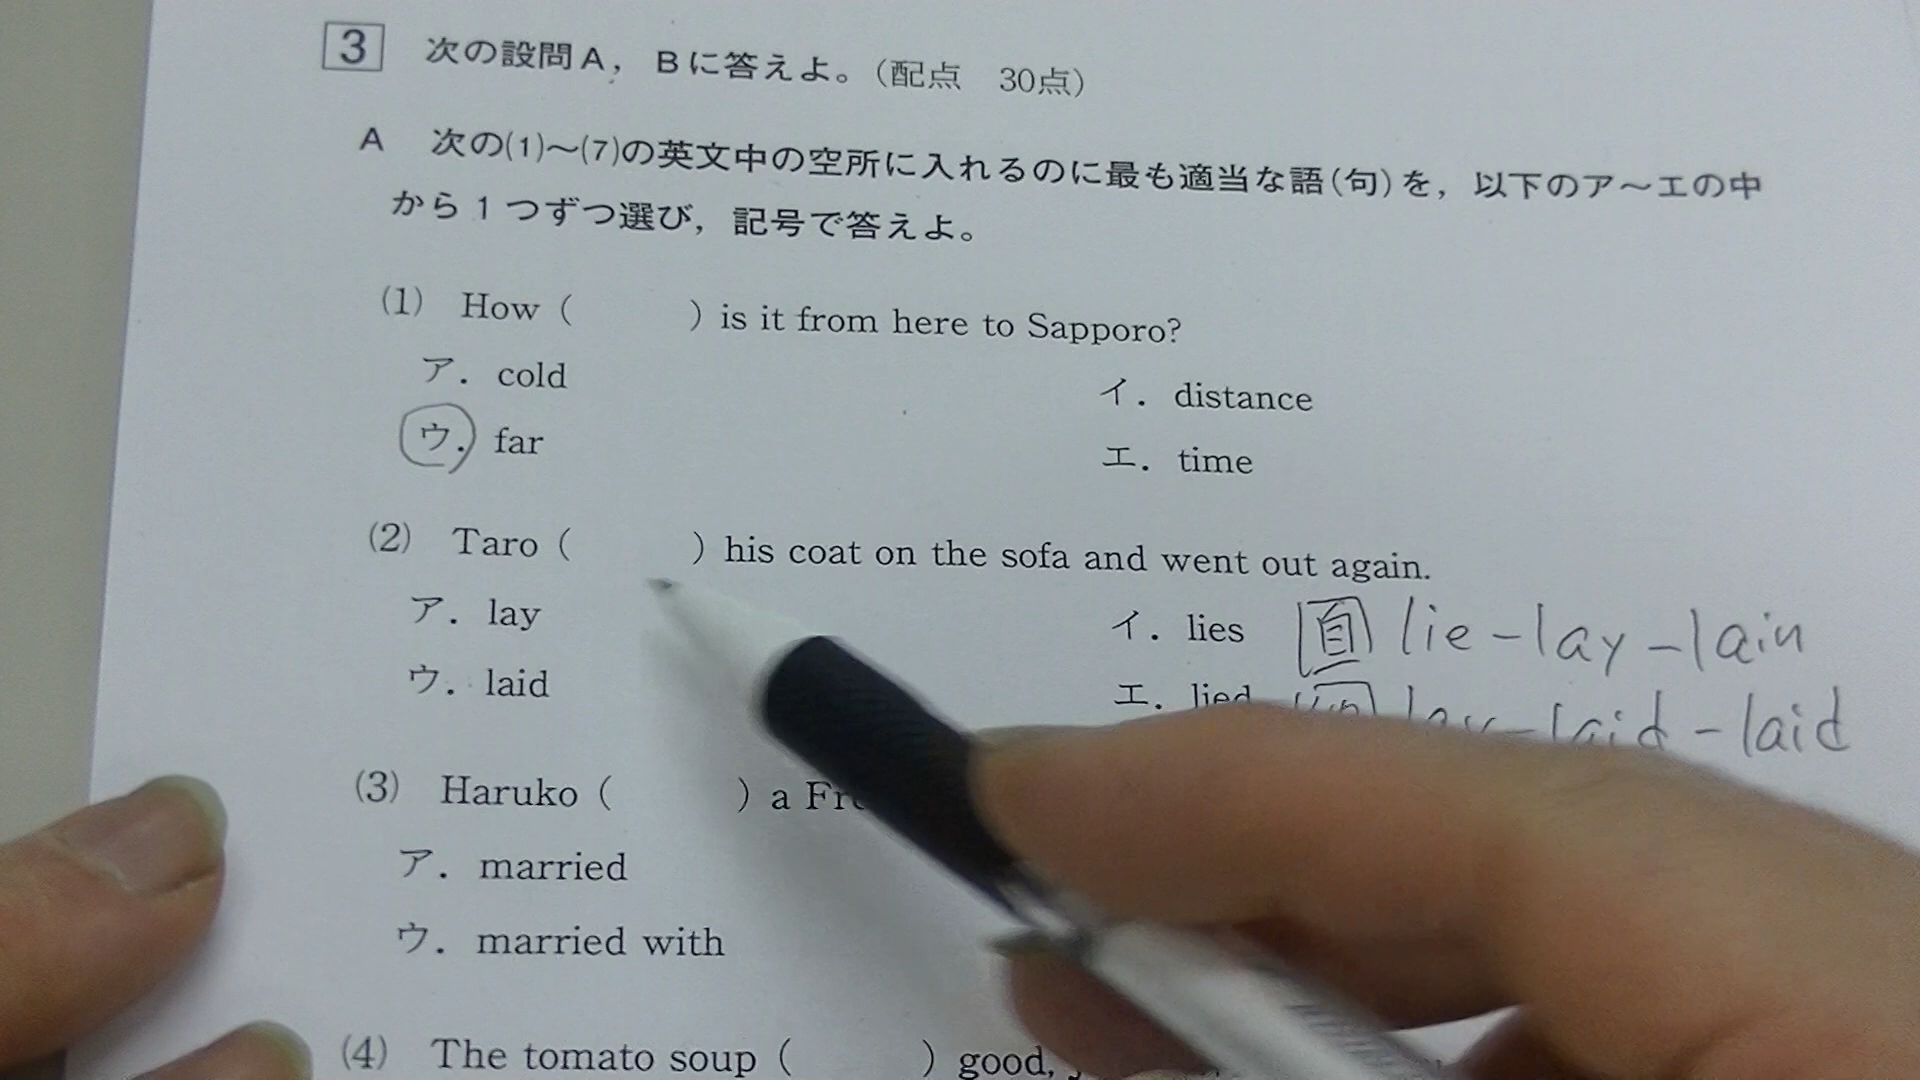 3 次の設問A，Bに答えよ。（配点 30点）
A 次の(1)～(7)の英文中の空所に入れるのに最も適当な語(句)を，以下のア～エの中
から1つずつ選び，記号で答えよ。
(1) How ( ) is it from here to Sapporo?
ア．cold イ．distance
ウ．far エ．time
(2) Taro ( ) his coat on the sofa and went out again.
ア．lay イ．lies 自 lie-lay-lain
ウ．laid エ．lied lay-laid-laid
(3) Haruko ( ) a
ア．married
ウ．married with
(4) The tomato soup ( ) good,